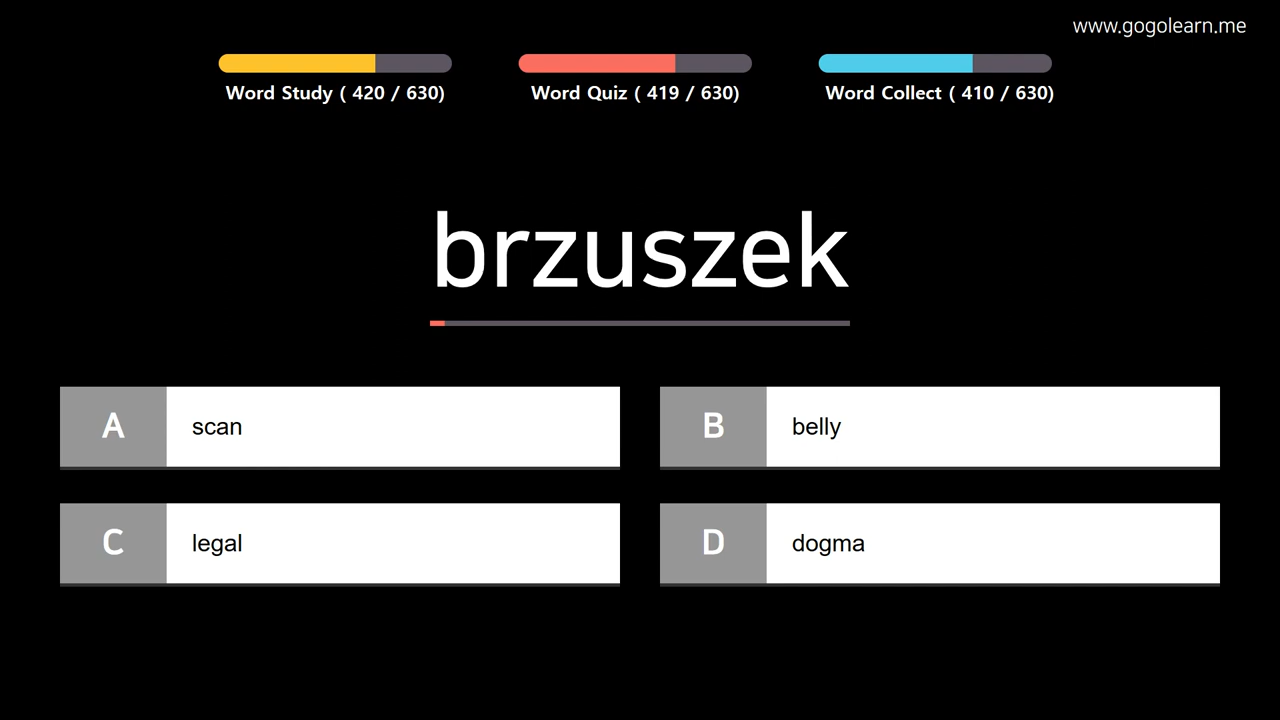 www.gogolearn.me
Word Study ( 420 / 630)
Word Quiz ( 419 / 630)
Word Collect ( 410 / 630)
brzuszek
A scan
B belly
C legal
D dogma